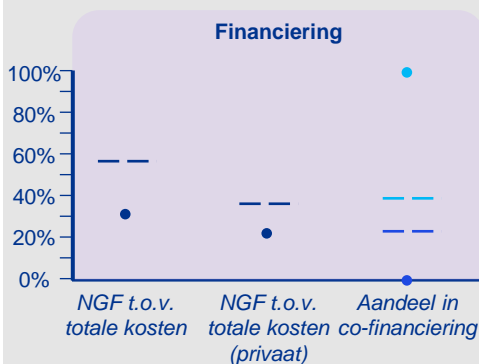 Financiering
100%
80%
60%
40%
20%
0%
NGF t.o.v. NGF t.o.v. Aandeel in
totale kosten totale kosten co-financiering
(privaat)